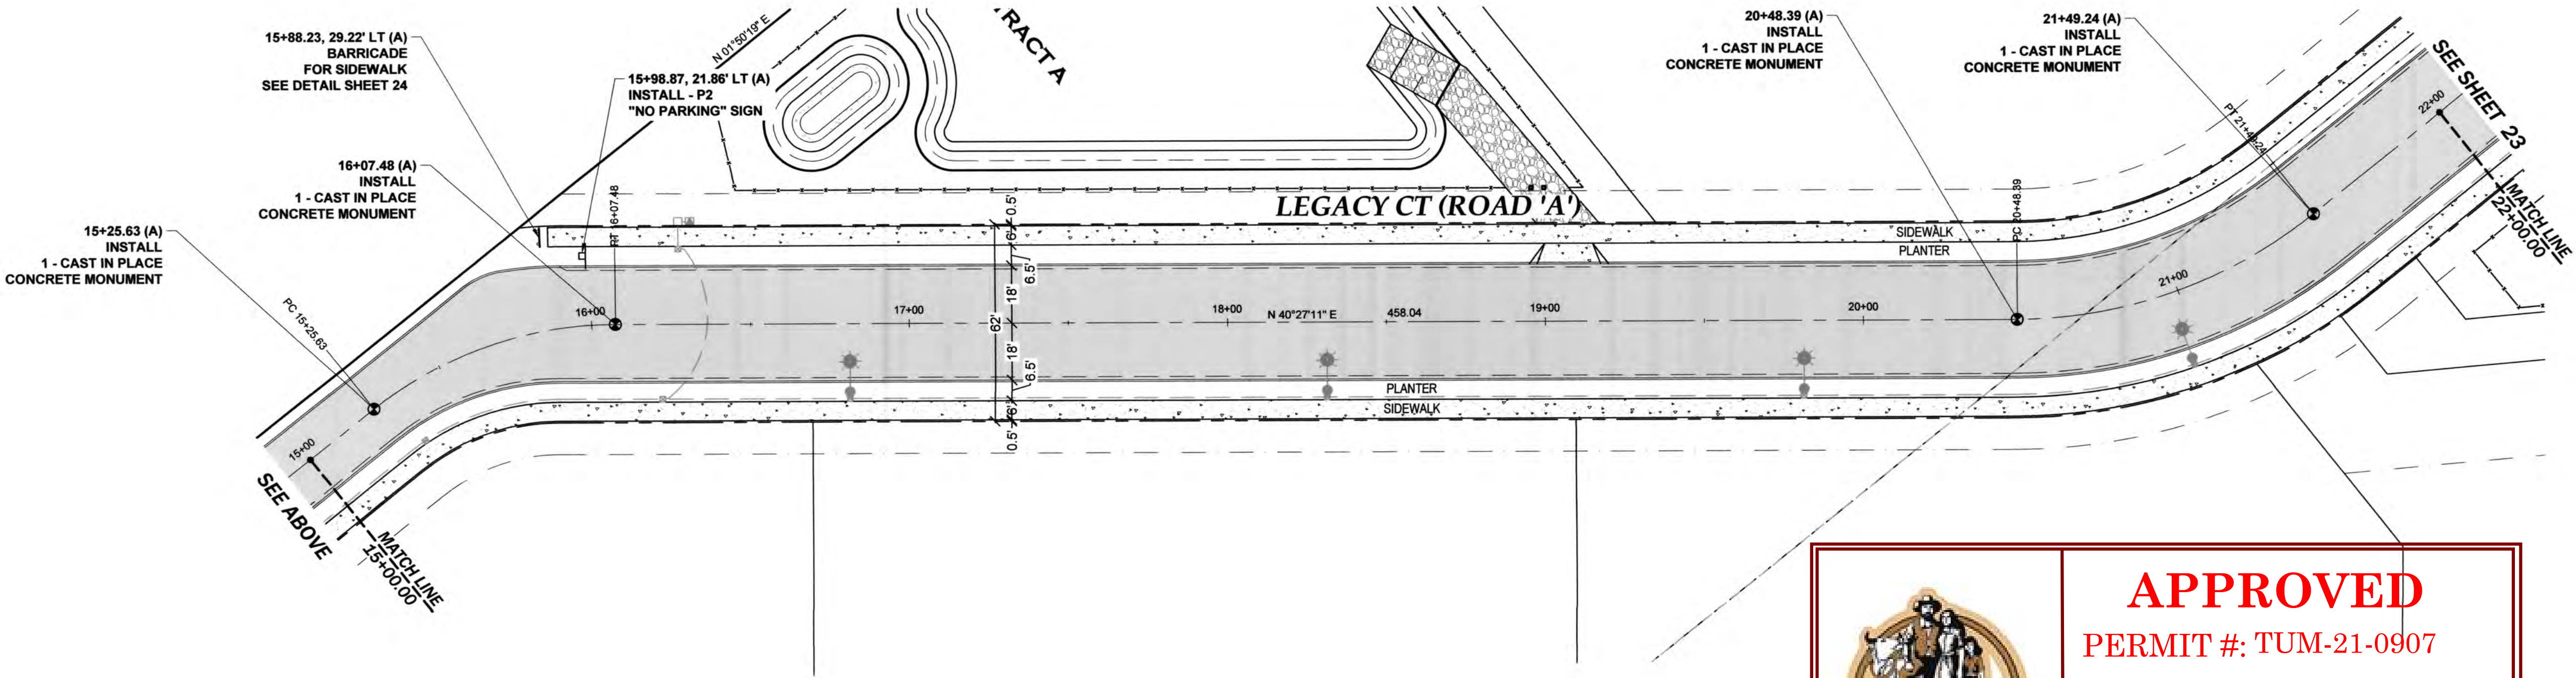 15+88.23, 29.22' LT (A)
BARRICADE
FOR SIDEWALK
SEE DETAIL SHEET 24
N 01°50'19" E
TRACT A
15+98.87, 21.86' LT (A)
INSTALL - P2
"NO PARKING" SIGN
20+48.39 (A)
INSTALL
1 - CAST IN PLACE
CONCRETE MONUMENT
21+49.24 (A)
INSTALL
1 - CAST IN PLACE
CONCRETE MONUMENT
SEE SHEET 23
22+00
PT 21+49.24
MATCH LINE
22+00.00
16+07.48 (A)
INSTALL
1 - CAST IN PLACE
CONCRETE MONUMENT
15+25.63 (A)
INSTALL
1 - CAST IN PLACE
CONCRETE MONUMENT
PT 16+07.48
LEGACY CT (ROAD 'A')
PC 20+48.39
SIDEWALK
PLANTER
0.5'
6'
6.5'
18'
62'
18'
6.5'
6'
0.5'
PC 15+25.63
16+00
17+00
18+00
N 40°27'11" E
458.04
19+00
20+00
21+00
PLANTER
SIDEWALK
15+00
SEE ABOVE
MATCH LINE
15+00.00
APPROVED
PERMIT #: TUM-21-0907